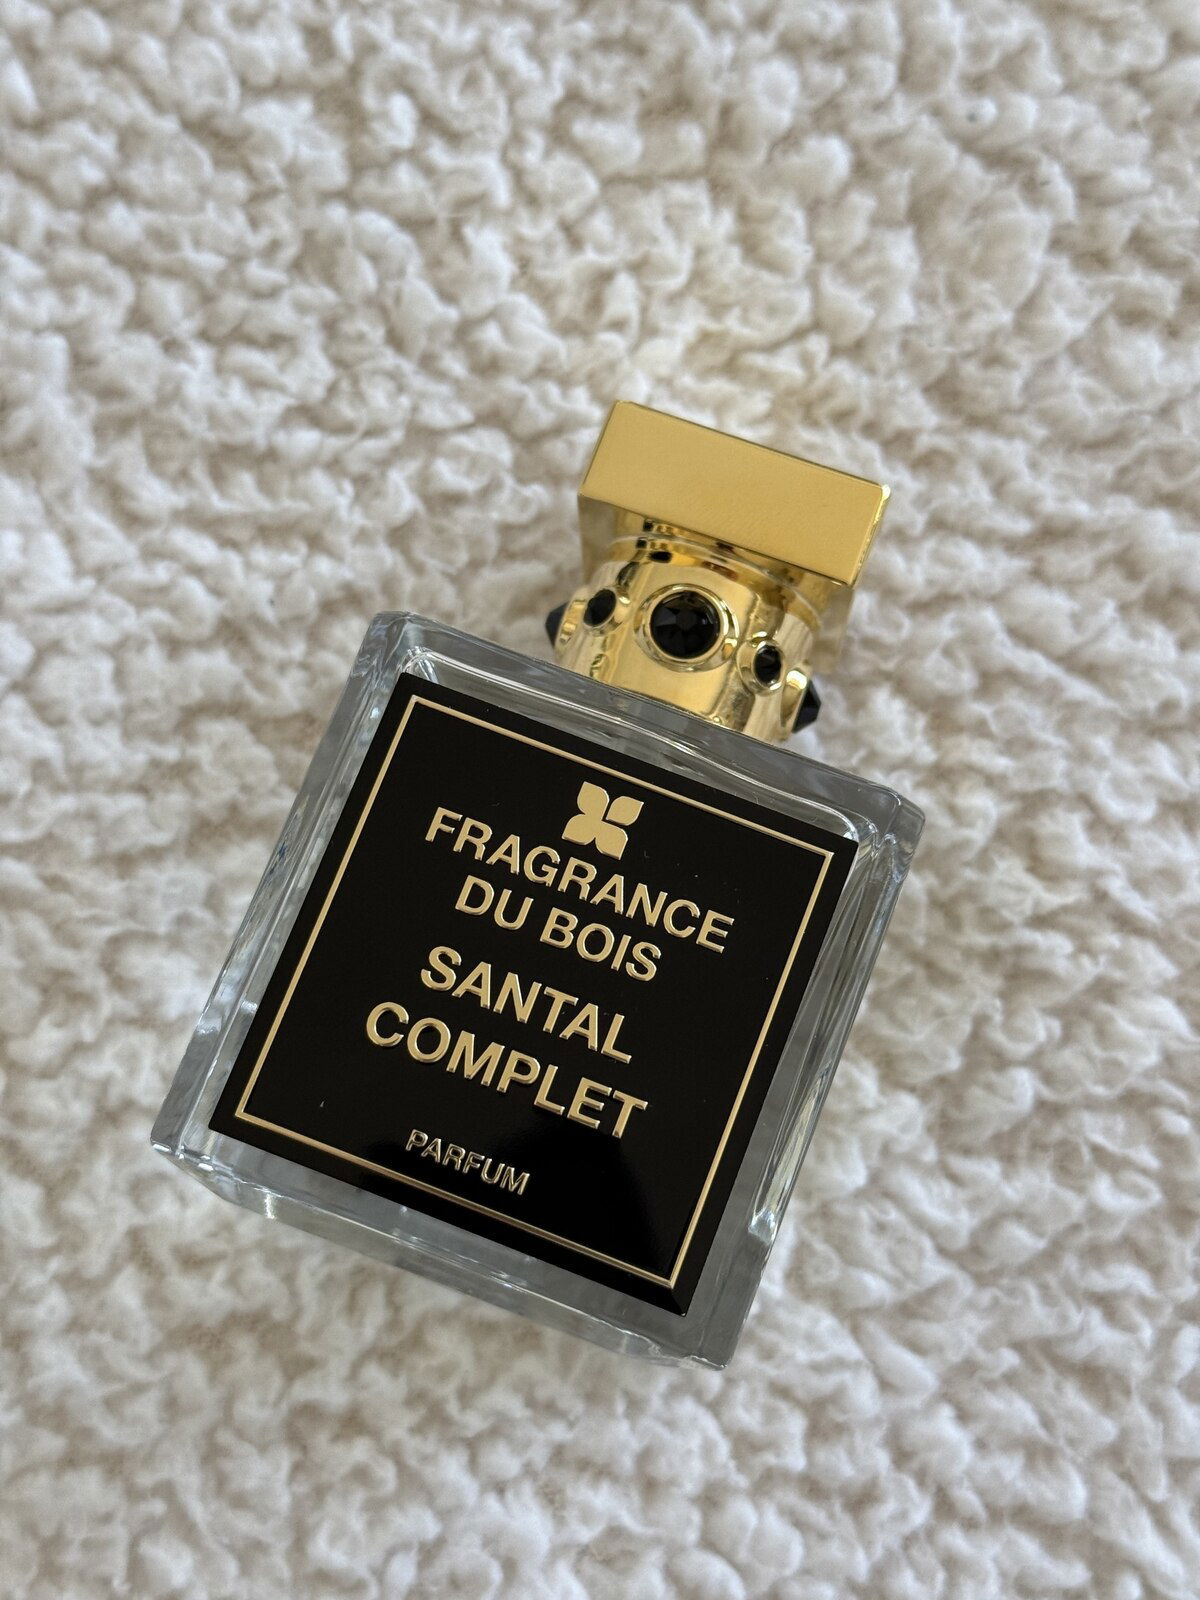 FRAGRANCE
DU BOIS
SANTAL
COMPLET
PARFUM